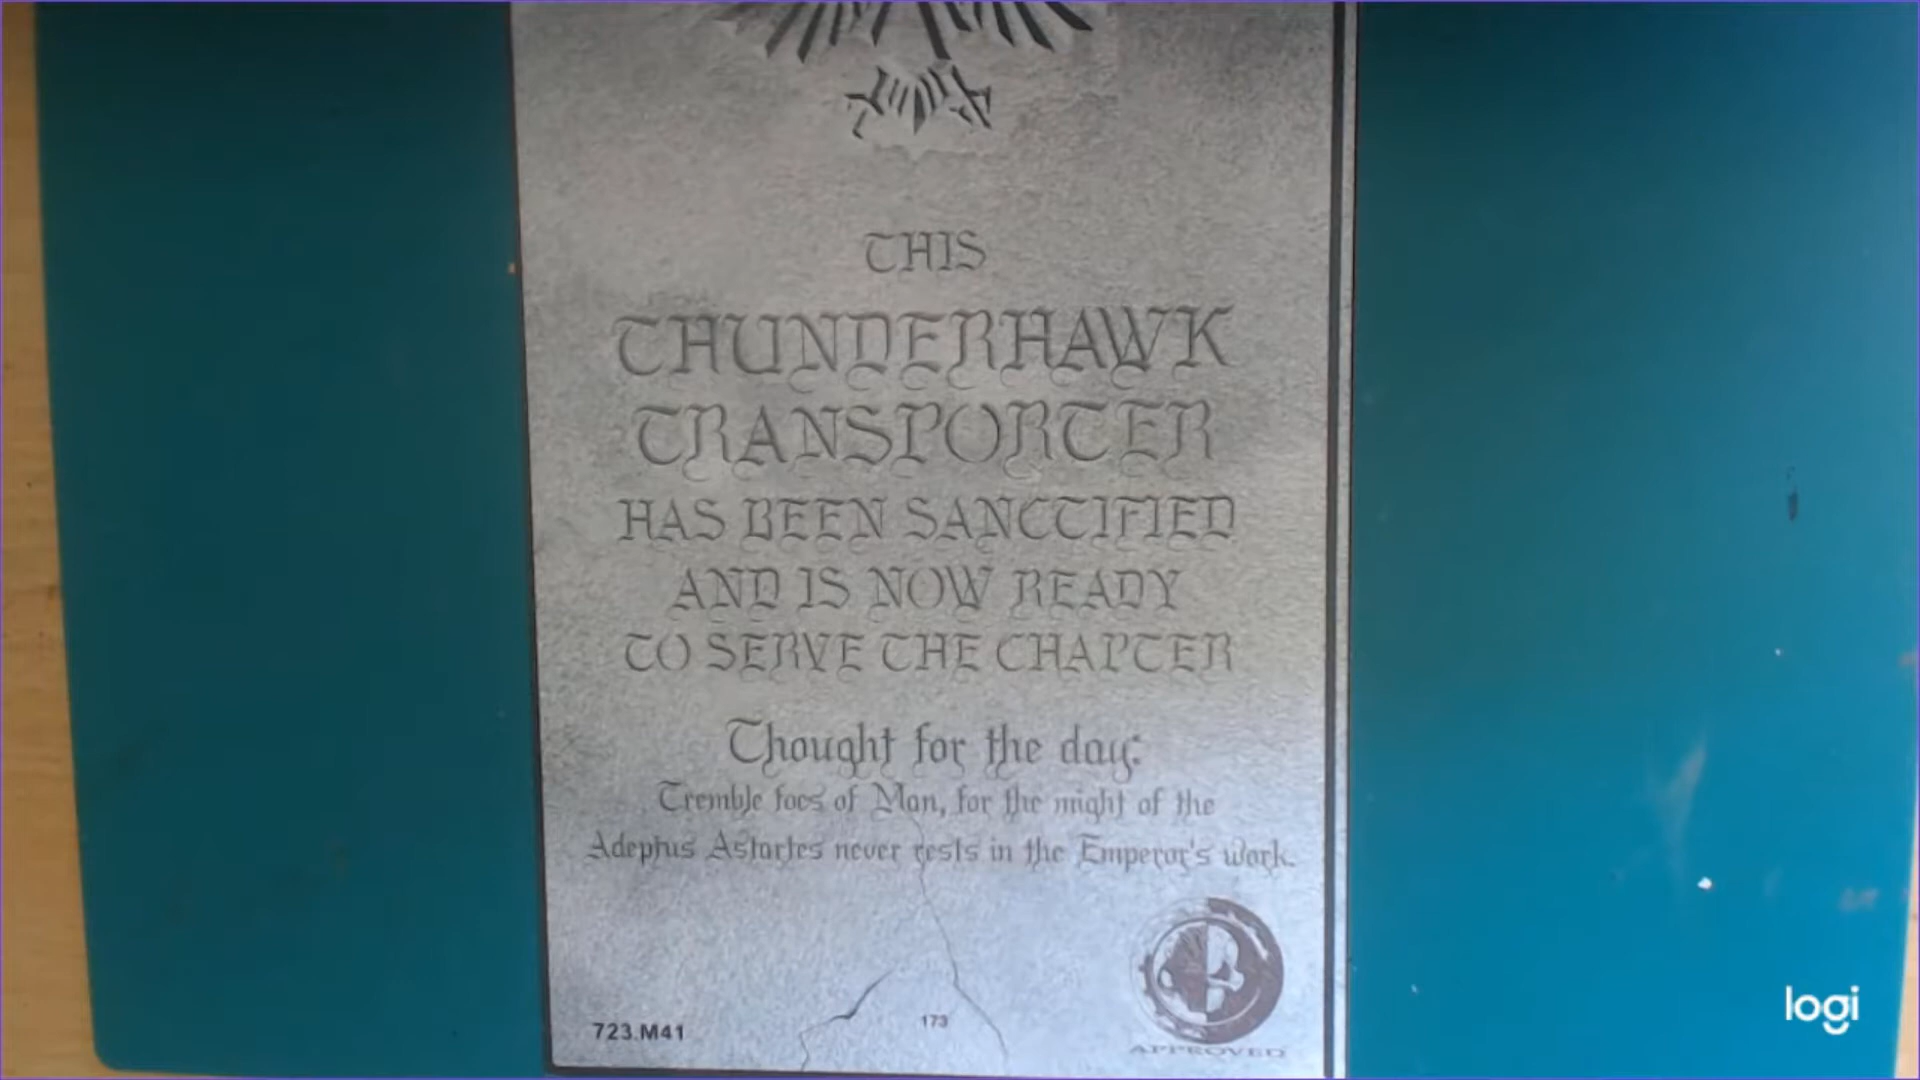 THIS
THUNDERHAWK
TRANSPORTER
HAS BEEN SANCTIFIED
AND IS NOW READY
TO SERVE THE CHAPTER
Thought for the day:
Tremble foes of Man, for the might of the
Adeptus Astartes never rests in the Emperor's work.
723.M41
173
APPROVED
logi